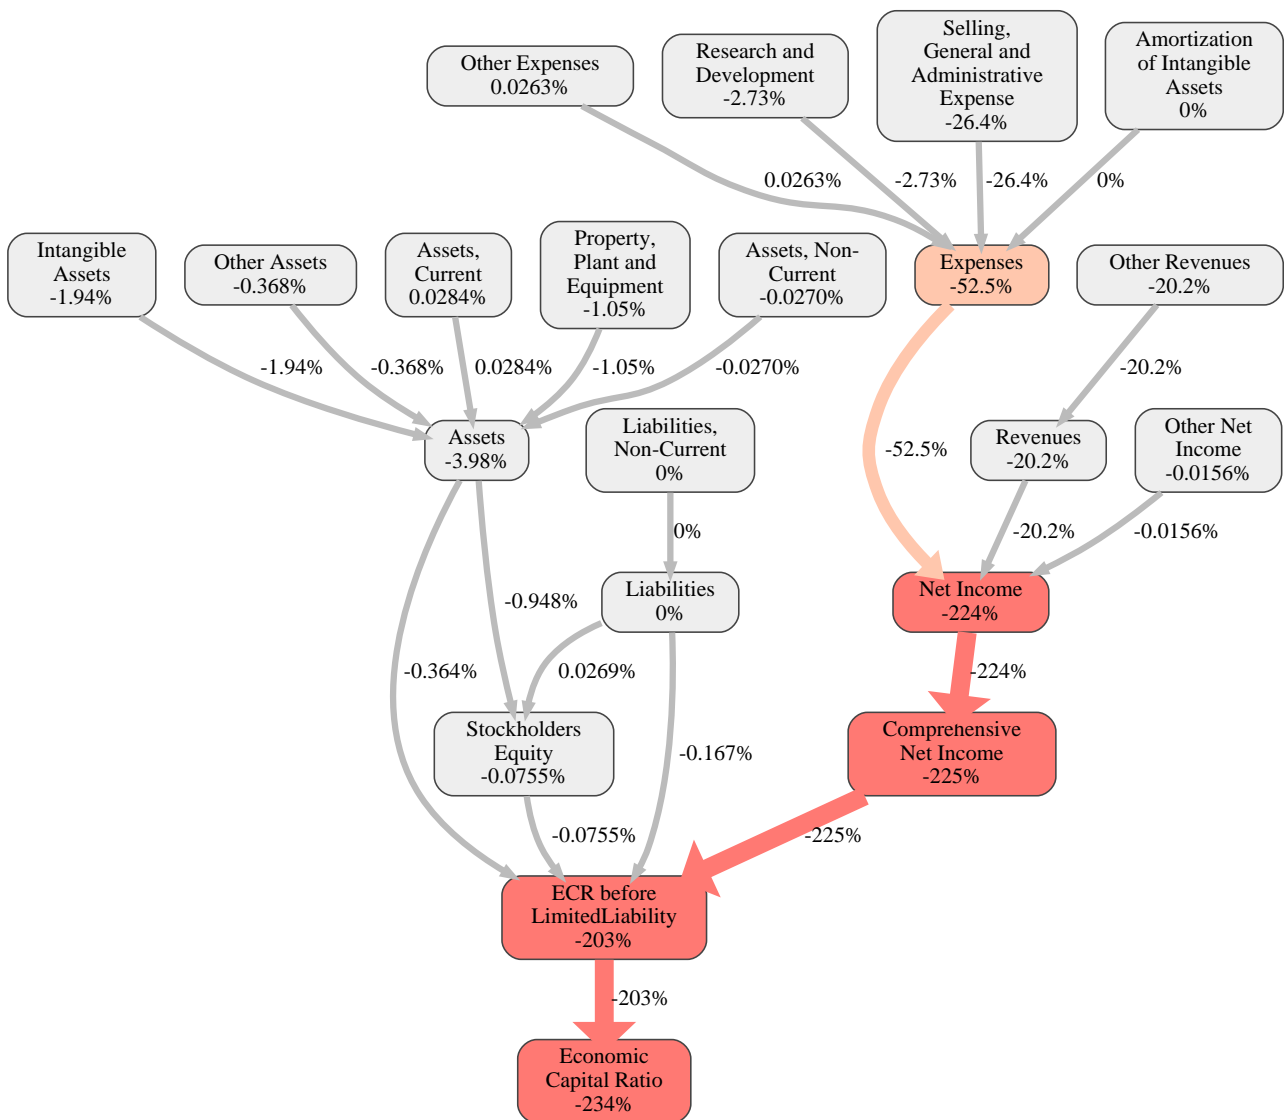 Other Expenses
0.0263%
Research and
Development
-2.73%
Selling,
General and
Administrative
Expense
-26.4%
Amortization
of Intangible
Assets
0%
0.0263%
-2.73%
-26.4%
0%
Intangible
Assets
-1.94%
Other Assets
-0.368%
Assets,
Current
0.0284%
Property,
Plant and
Equipment
-1.05%
Assets, Non-
Current
-0.0270%
Expenses
-52.5%
Other Revenues
-20.2%
-1.94%
-0.368%
0.0284%
-1.05%
-0.0270%
-20.2%
Assets
-3.98%
Liabilities,
Non-Current
0%
-52.5%
Revenues
-20.2%
Other Net
Income
-0.0156%
0%
-20.2%
-0.0156%
-0.948%
Liabilities
0%
Net Income
-224%
-0.364%
0.0269%
-224%
Stockholders
Equity
-0.0755%
-0.167%
Comprehensive
Net Income
-225%
-0.0755%
-225%
ECR before
LimitedLiability
-203%
-203%
Economic
Capital Ratio
-234%